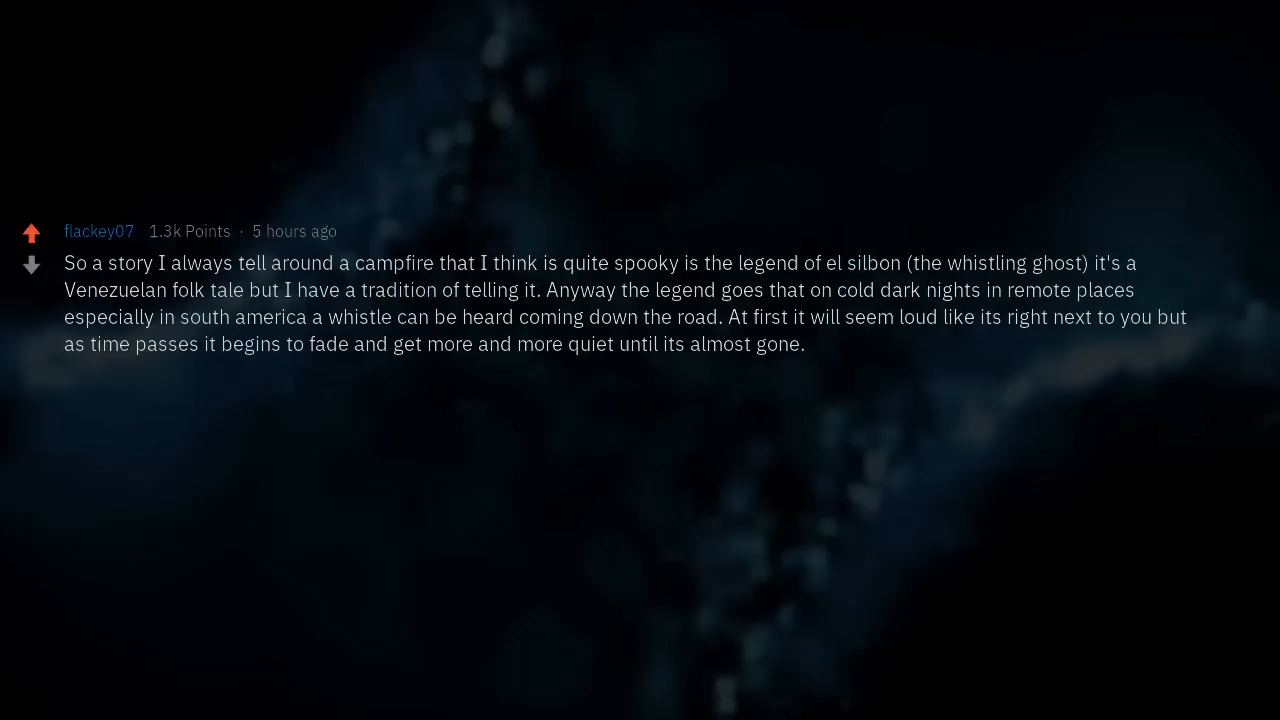 flackey07 1.3k Points · 5 hours ago
So a story I always tell around a campfire that I think is quite spooky is the legend of el silbon (the whistling ghost) it's a
Venezuelan folk tale but I have a tradition of telling it. Anyway the legend goes that on cold dark nights in remote places
especially in south america a whistle can be heard coming down the road. At first it will seem loud like its right next to you but
as time passes it begins to fade and get more and more quiet until its almost gone.